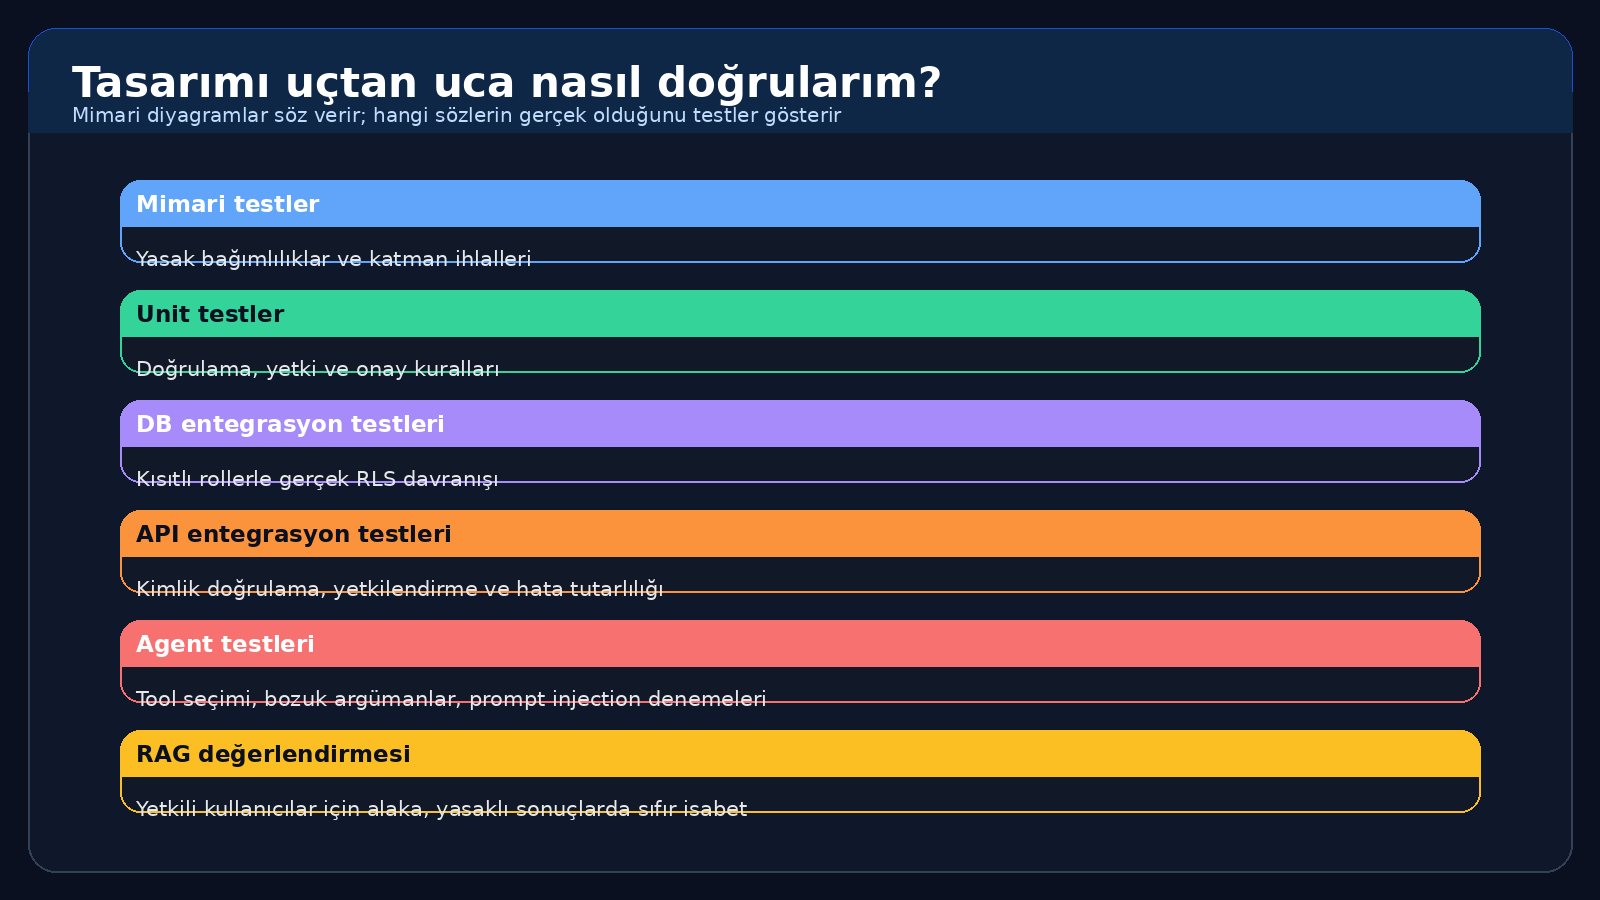 Tasarımı uçtan uca nasıl doğrularım?
Mimari diyagramlar söz verir; hangi sözlerin gerçek olduğunu testler gösterir
Mimari testler
Yasak bağımlılıklar ve katman ihlalleri
Unit testler
Doğrulama, yetki ve onay kuralları
DB entegrasyon testleri
Kısıtlı rollerle gerçek RLS davranışı
API entegrasyon testleri
Kimlik doğrulama, yetkilendirme ve hata tutarlılığı
Agent testleri
Tool seçimi, bozuk argümanlar, prompt injection denemeleri
RAG değerlendirmesi
Yetkili kullanıcılar için alaka, yasaklı sonuçlarda sıfır isabet